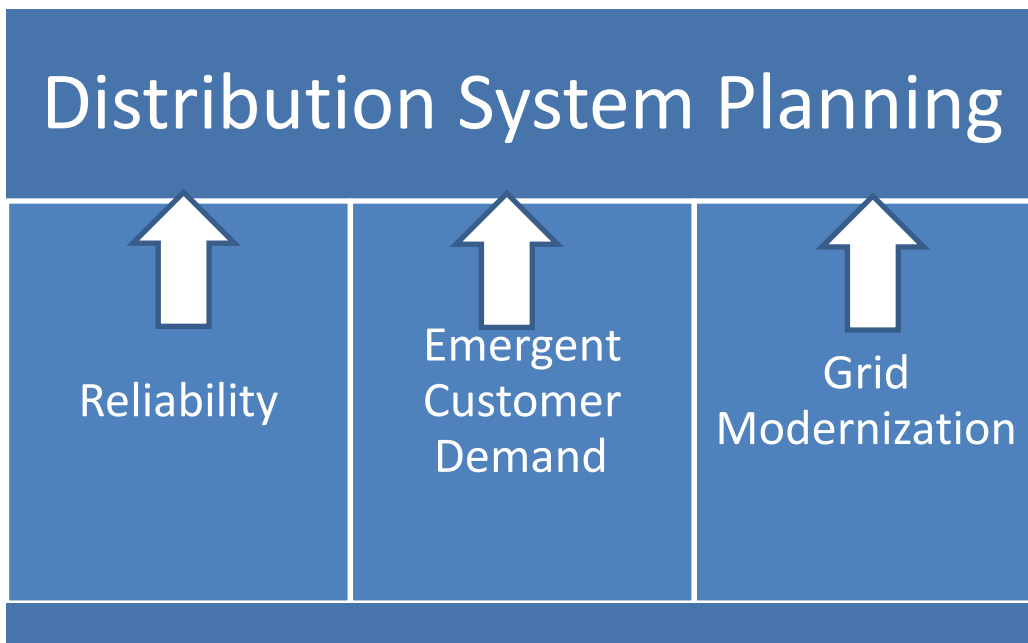 Distribution System Planning
Reliability
Emergent
Customer
Demand
Grid
Modernization